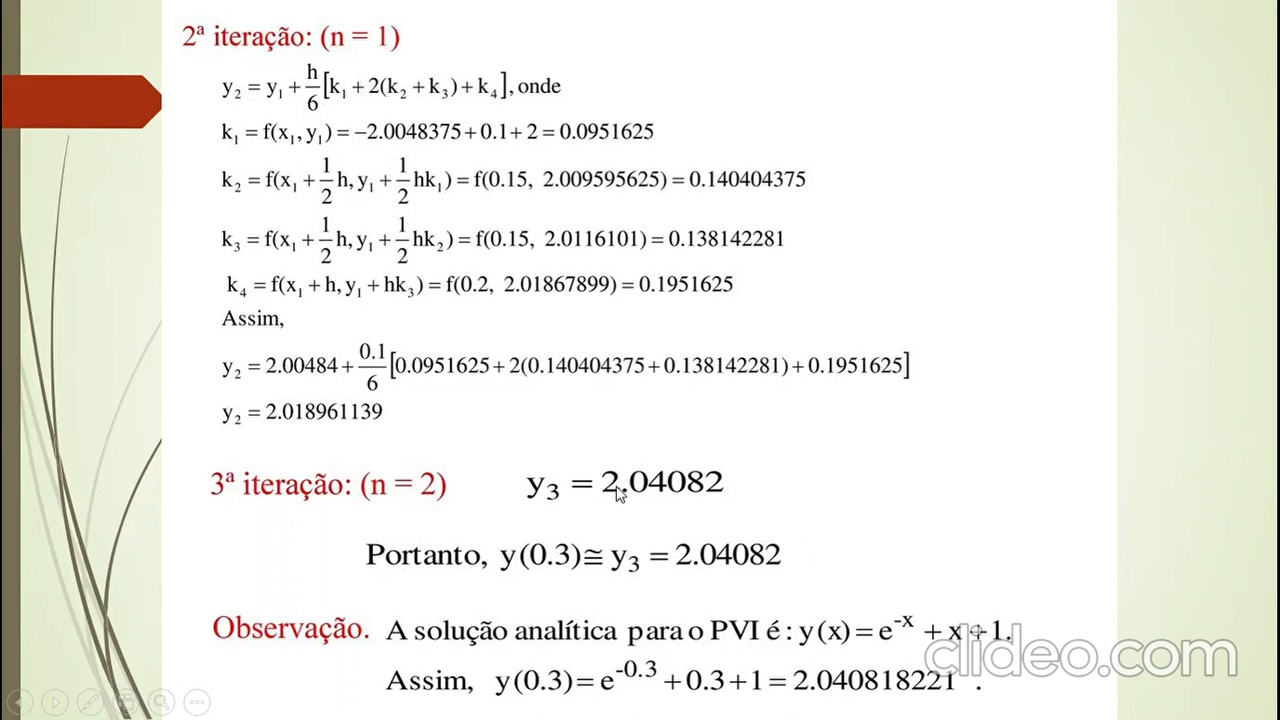 2ª iteração: (n = 1)
y₂ = y₁ + h/6 [k₁ + 2(k₂ + k₃) + k₄], onde
k₁ = f(x₁, y₁) = −2.0048375 + 0.1 + 2 = 0.0951625
k₂ = f(x₁ + 1/2 h, y₁ + 1/2 hk₁) = f(0.15, 2.009595625) = 0.140404375
k₃ = f(x₁ + 1/2 h, y₁ + 1/2 hk₂) = f(0.15, 2.0116101) = 0.138142281
k₄ = f(x₁ + h, y₁ + hk₃) = f(0.2, 2.01867899) = 0.1951625
Assim,
y₂ = 2.00484 + 0.1/6 [0.0951625 + 2(0.140404375 + 0.138142281) + 0.1951625]
y₂ = 2.018961139
3ª iteração: (n = 2) y₃ = 2.04082
Portanto, y(0.3) ≅ y₃ = 2.04082
Observação. A solução analítica para o PVI é: y(x) = e⁻ˣ + x + 1.
Assim, y(0.3) = e^-0.3 + 0.3 + 1 = 2.040818221 .
clideo.com